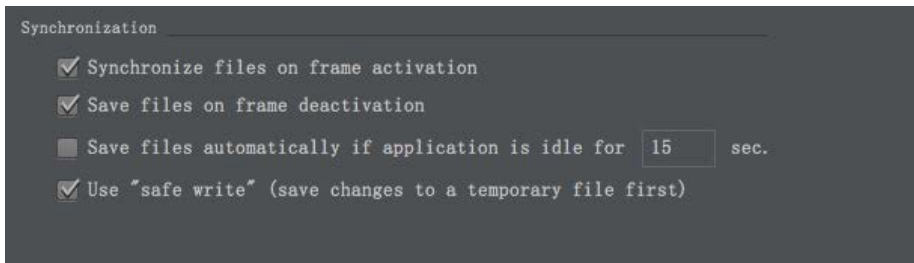 Synchronization
Synchronize files on frame activation
Save files on frame deactivation
Save files automatically if application is idle for 15 sec.
Use "safe write" (save changes to a temporary file first)